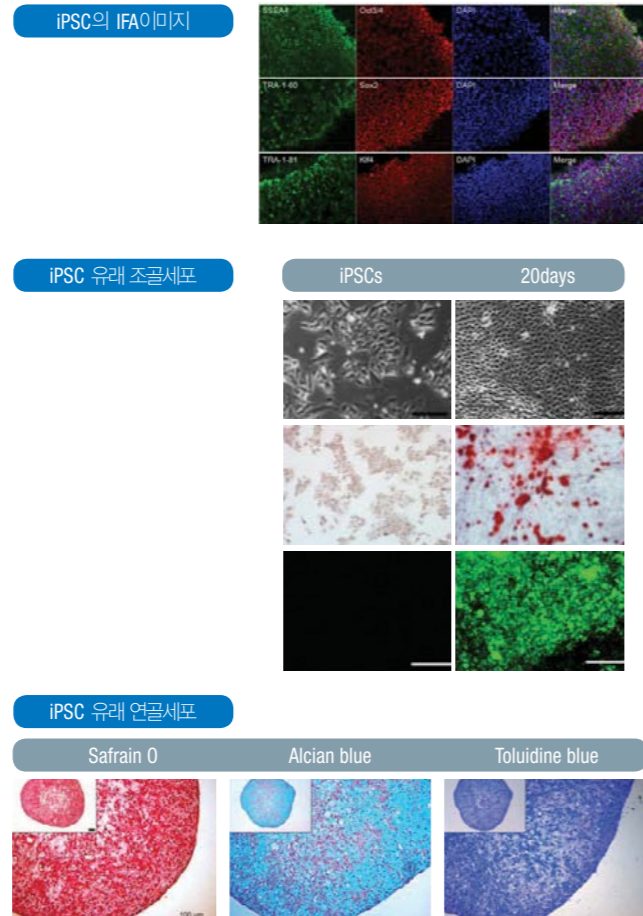 iPSC의 IFA이미지
SSEA4 Oct3/4 DAPI Merge
TRA-1-60 Sox2 DAPI Merge
TRA-1-81 Klf4 DAPI Merge
iPSC 유래 조골세포
iPSCs 20days
iPSC 유래 연골세포
Safrain O Alcian blue Toluidine blue
100 μm